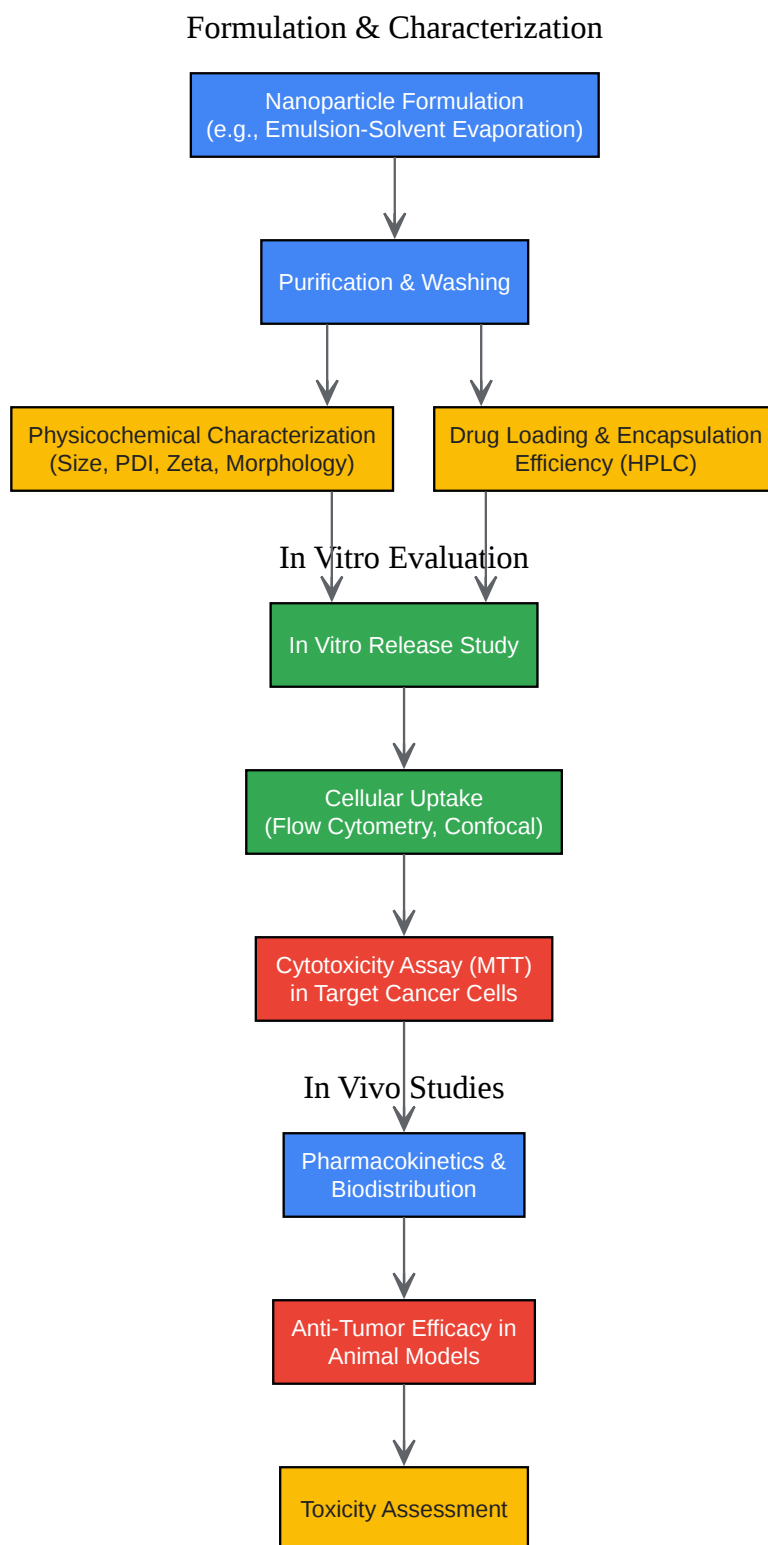 Formulation & Characterization
Nanoparticle Formulation
(e.g., Emulsion-Solvent Evaporation)
Purification & Washing
Physicochemical Characterization
(Size, PDI, Zeta, Morphology)
Drug Loading & Encapsulation
Efficiency (HPLC)
In Vitro Evaluation
In Vitro Release Study
Cellular Uptake
(Flow Cytometry, Confocal)
Cytotoxicity Assay (MTT)
in Target Cancer Cells
In Vivo Studies
Pharmacokinetics &
Biodistribution
Anti-Tumor Efficacy in
Animal Models
Toxicity Assessment